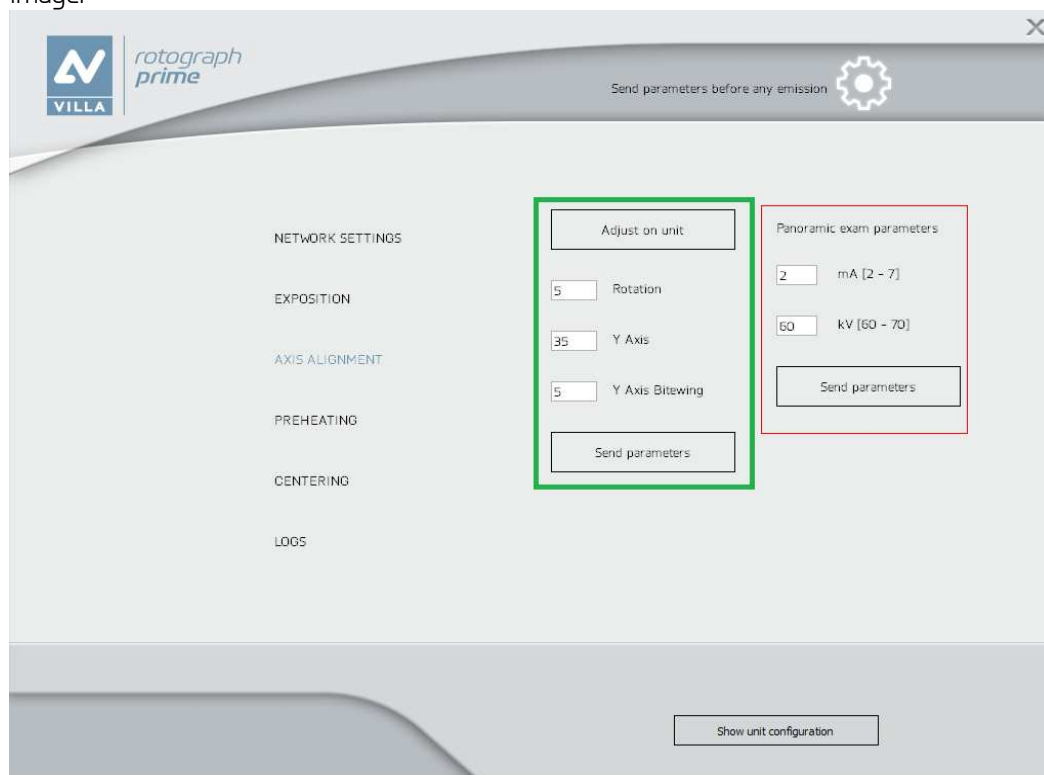 imager
X
rotograph
prime
VILLA
Send parameters before any emission
NETWORK SETTINGS
EXPOSITION
AXIS ALIGNMENT
PREHEATING
CENTERING
LOGS
Adjust on unit
5 Rotation
35 Y Axis
5 Y Axis Bitewing
Send parameters
Panoramic exam parameters
2 mA [2 - 7]
60 kV [60 - 70]
Send parameters
Show unit configuration